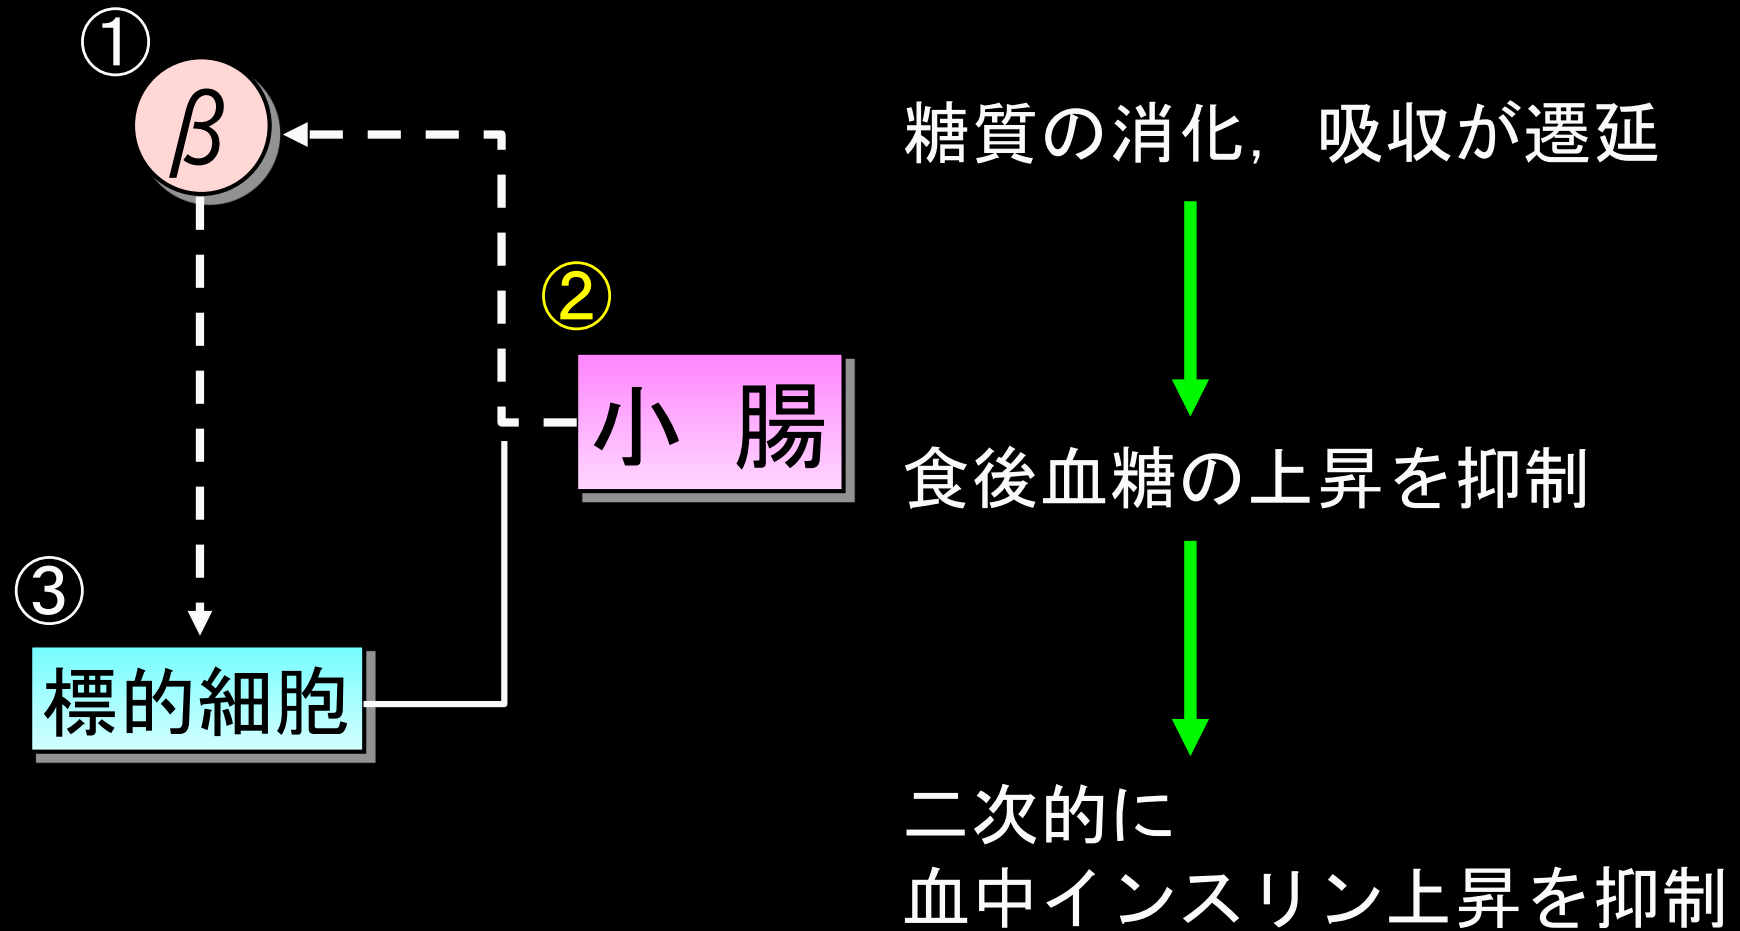 ①
β
②
小 腸
③
標的細胞
糖質の消化, 吸収が遷延
食後血糖の上昇を抑制
二次的に
血中インスリン上昇を抑制